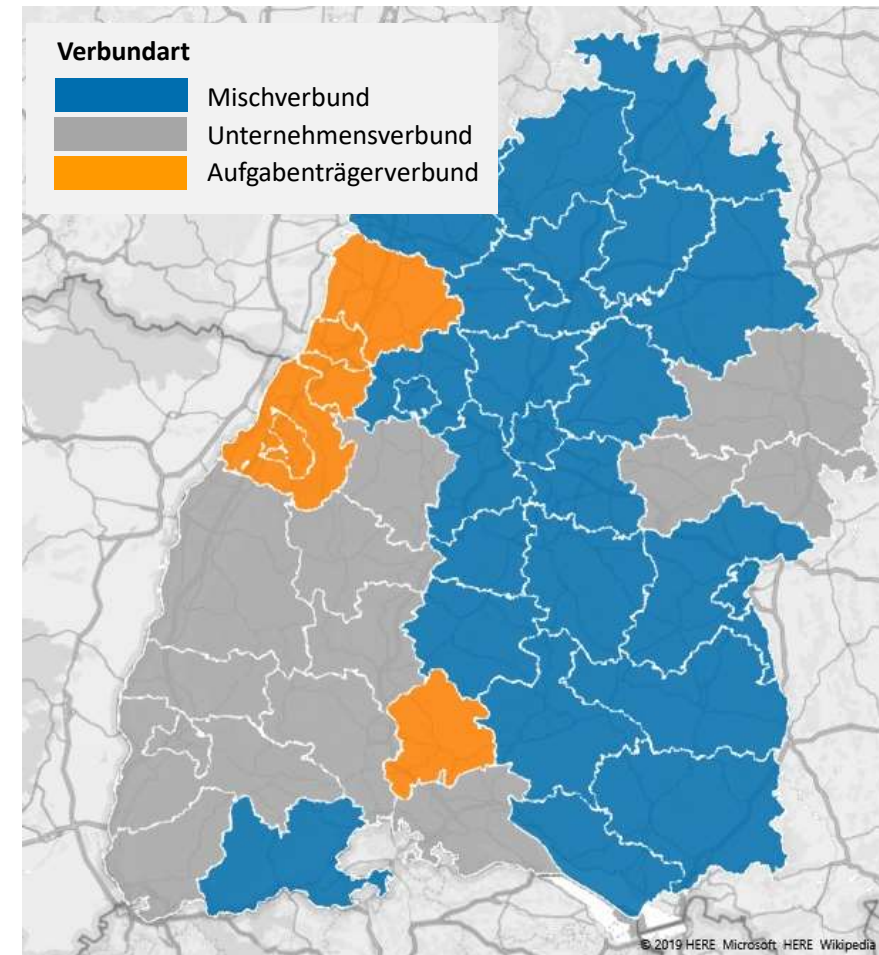 Verbundart
Mischverbund
Unternehmensverbund
Aufgabenträgerverbund
© 2019 HERE Microsoft HERE Wikipedia